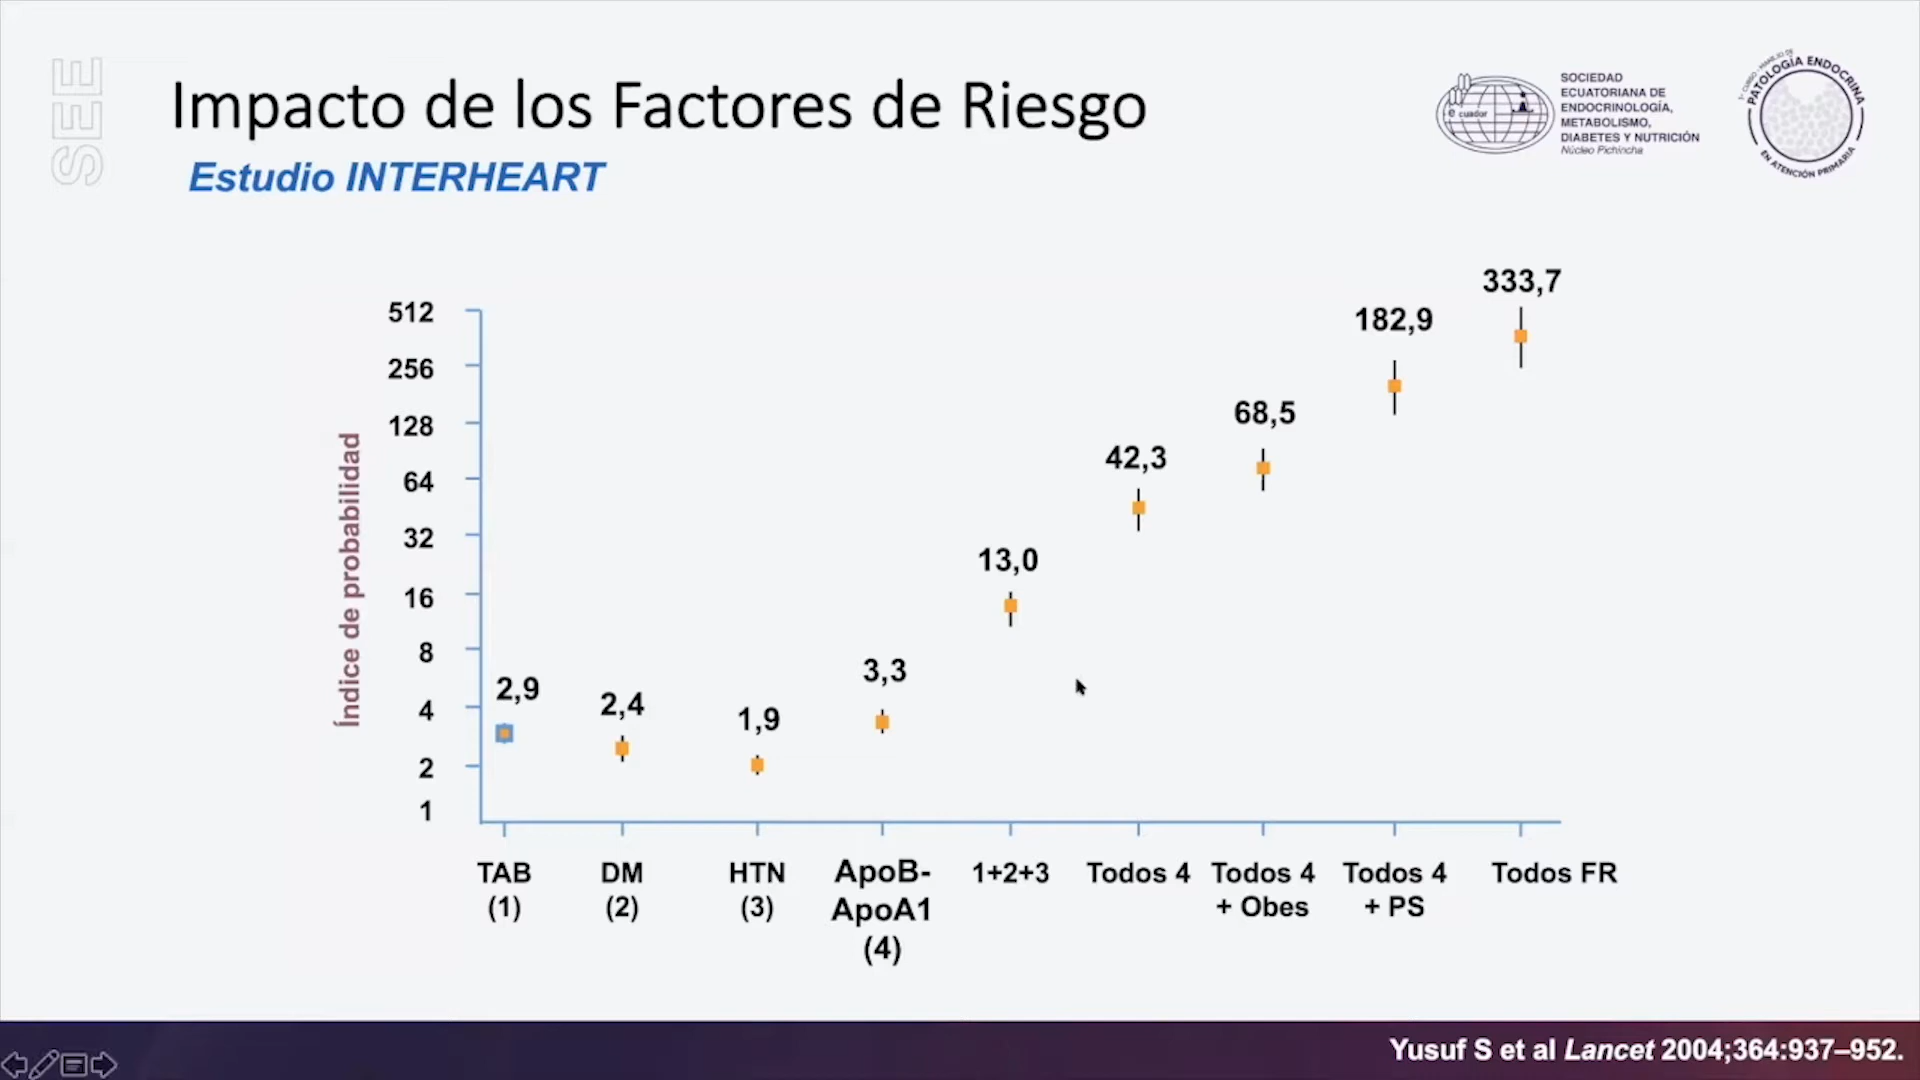 SEE
Impacto de los Factores de Riesgo
Estudio INTERHEART
ecuador
SOCIEDAD
ECUATORIANA DE
ENDOCRINOLOGÍA,
METABOLISMO,
DIABETES Y NUTRICIÓN
Núcleo Pichincha
PATOLOGÍA ENDOCRINA
EN ATENCIÓN PRIMARIA
Índice de probabilidad
512
256
128
64
32
16
8
4
2
1
2,9
2,4
1,9
3,3
13,0
42,3
68,5
182,9
333,7
TAB
(1)
DM
(2)
HTN
(3)
ApoB-
ApoA1
(4)
1+2+3
Todos 4
Todos 4
+ Obes
Todos 4
+ PS
Todos FR
Yusuf S et al Lancet 2004;364:937–952.